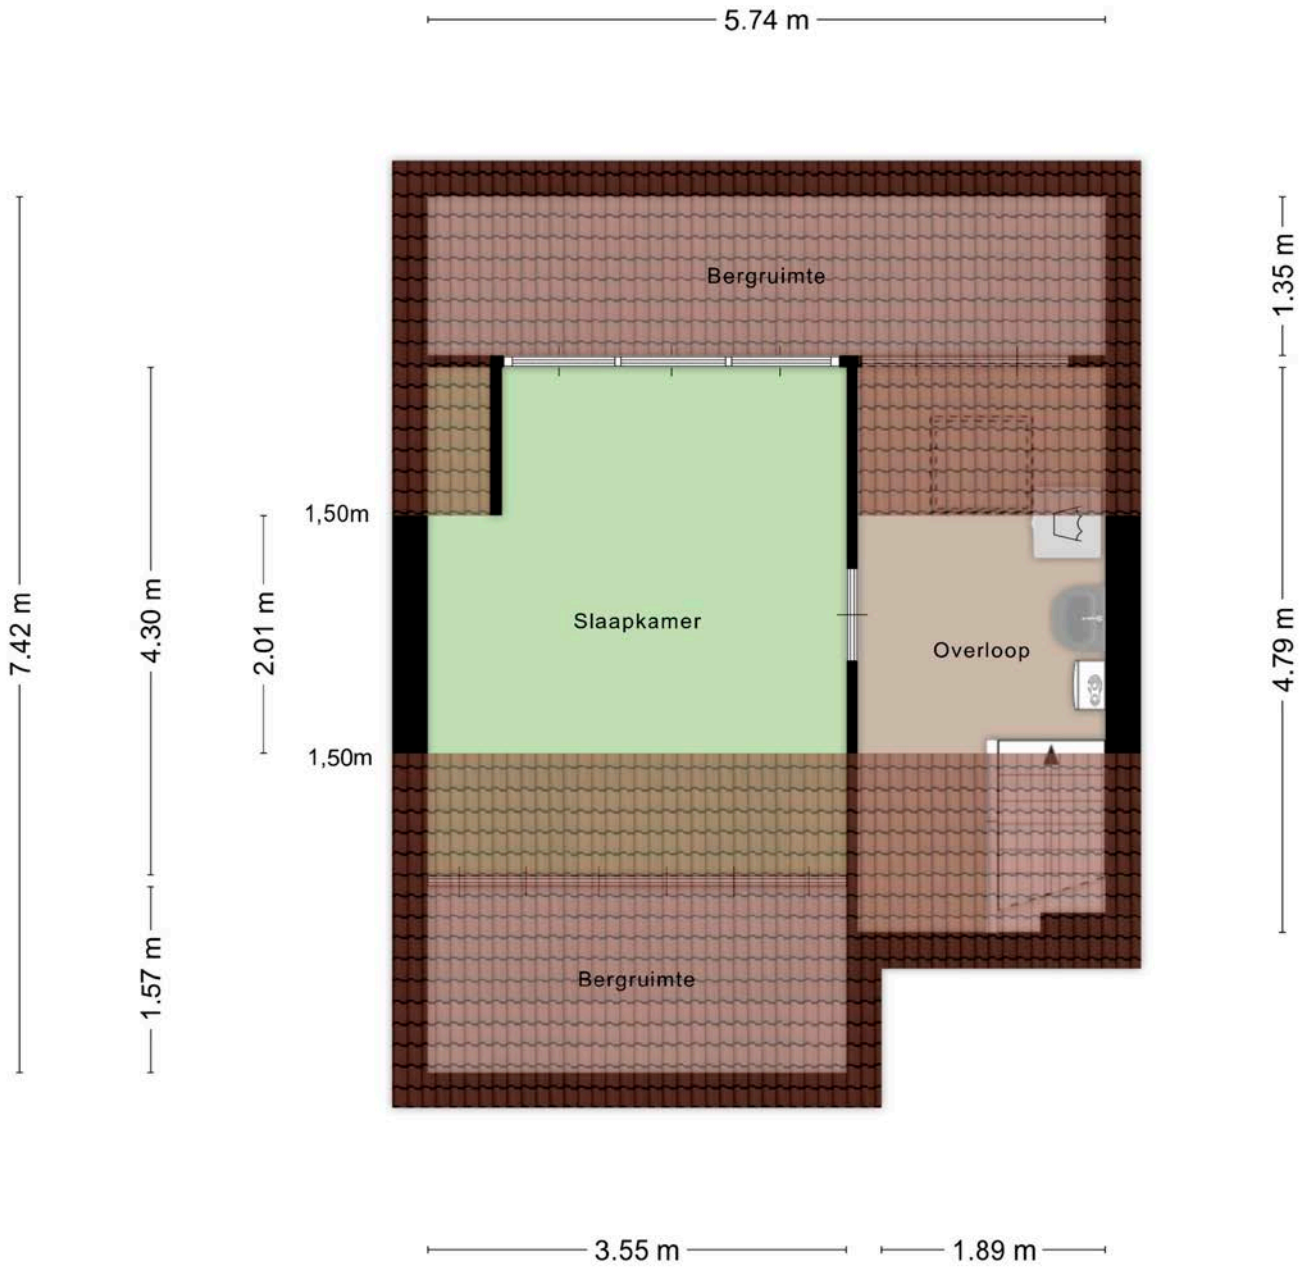 5.74 m
Bergruimte
1.35 m
1,50m
7.42 m
4.30 m
2.01 m
Slaapkamer
Overloop
4.79 m
1,50m
1.57 m
Bergruimte
3.55 m
1.89 m